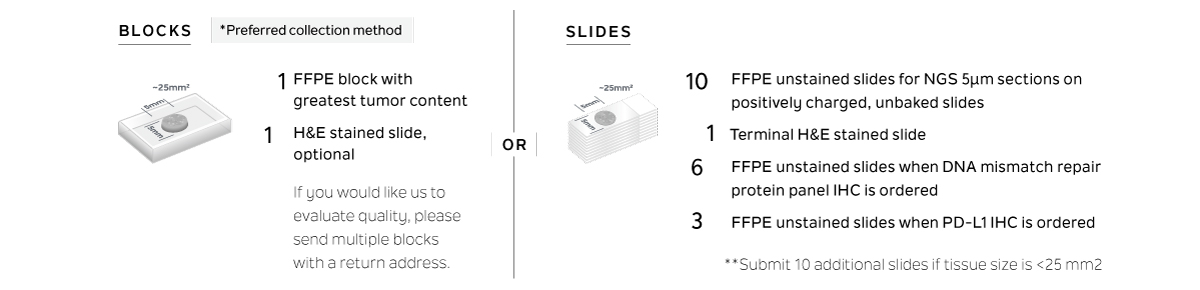 BLOCKS
*Preferred collection method
~25mm²
5mm
5mm
1 FFPE block with
greatest tumor content
1 H&E stained slide,
optional
If you would like us to
evaluate quality, please
send multiple blocks
with a return address.
OR
SLIDES
~25mm²
5mm
5mm
10 FFPE unstained slides for NGS 5µm sections on
positively charged, unbaked slides
1 Terminal H&E stained slide
6 FFPE unstained slides when DNA mismatch repair
protein panel IHC is ordered
3 FFPE unstained slides when PD-L1 IHC is ordered
**Submit 10 additional slides if tissue size is <25 mm2